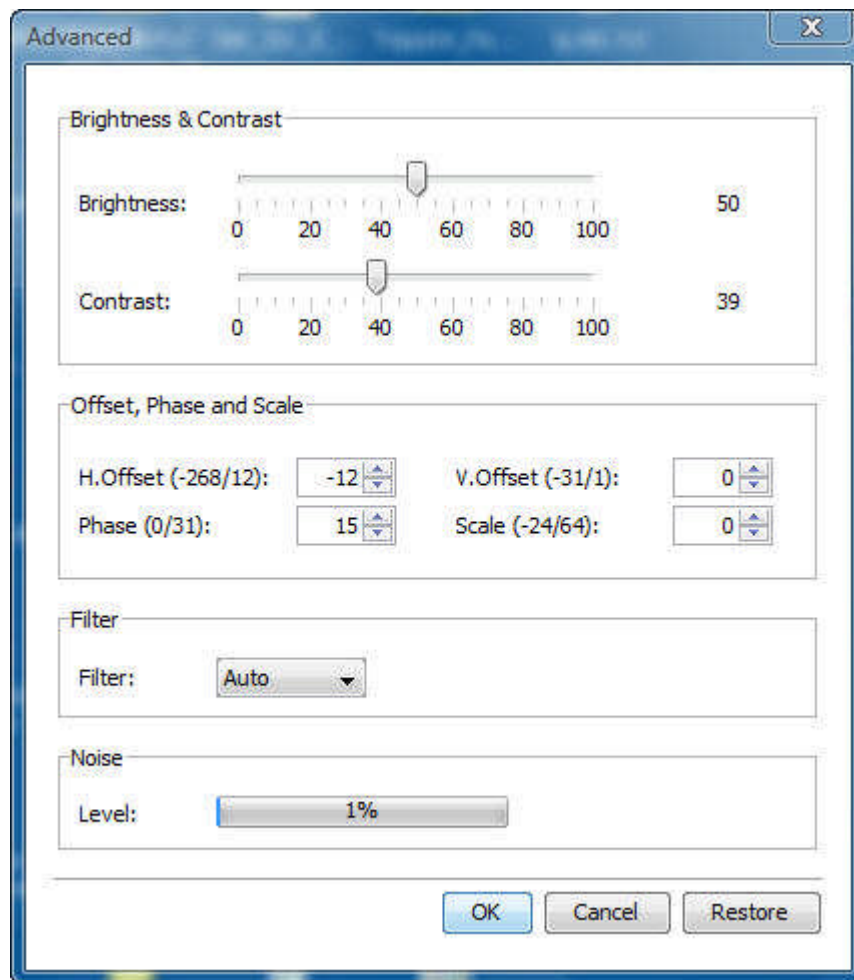 Advanced
Brightness & Contrast
Brightness: 50
0 20 40 60 80 100
Contrast: 39
0 20 40 60 80 100
Offset, Phase and Scale
H.Offset (-268/12): -12 V.Offset (-31/1): 0
Phase (0/31): 15 Scale (-24/64): 0
Filter
Filter: Auto
Noise
Level: 1%
OK Cancel Restore